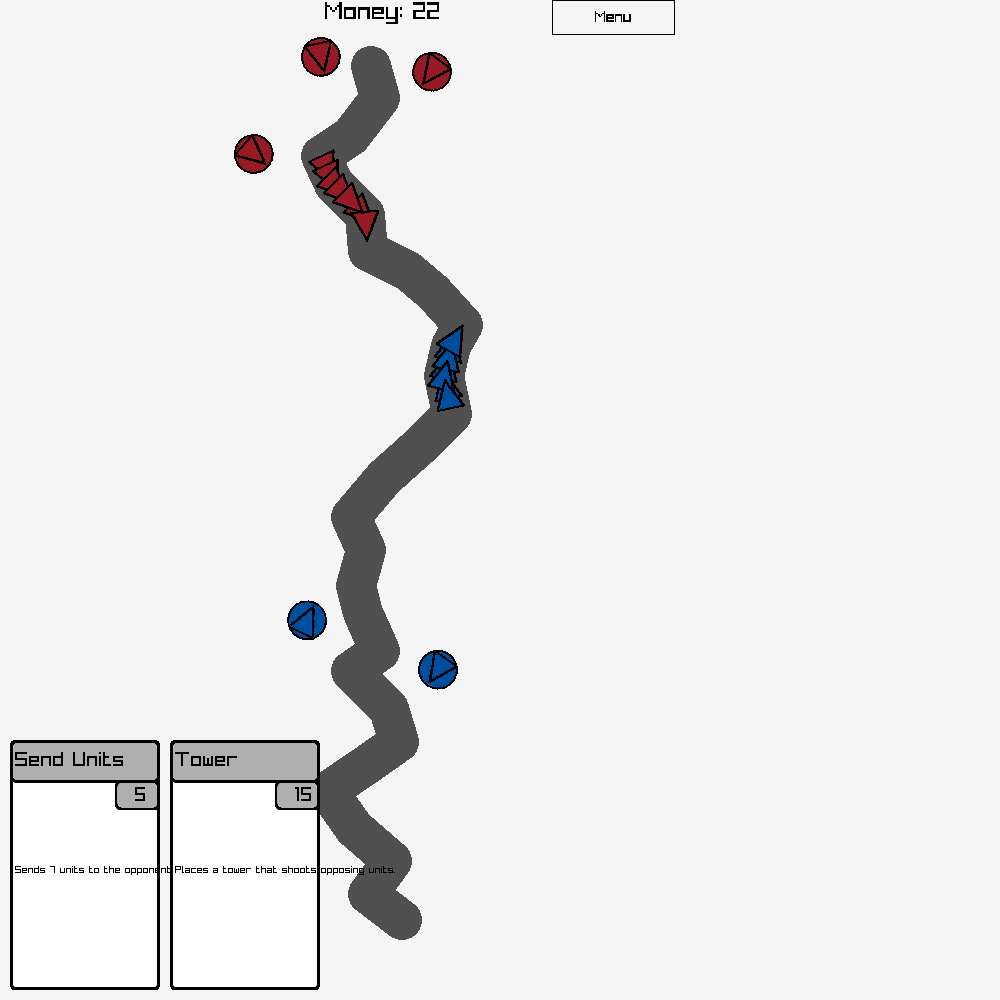 Money: 22
Menu
Send Units
5
Sends 7 units to the opponent
Tower
15
Places a tower that shoots opposing units.